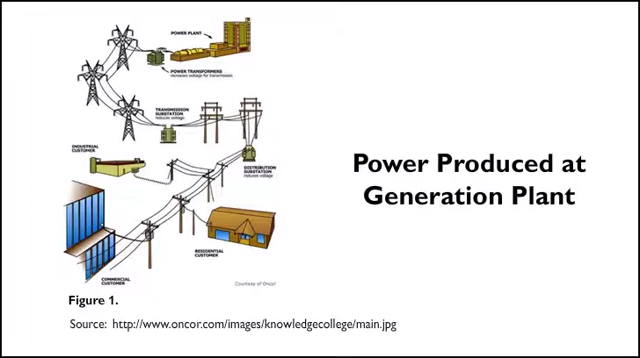 POWER PLANT
POWER TRANSFORMERS
increases voltage for transmission
TRANSMISSION
SUBSTATION
reduces voltage
INDUSTRIAL
CUSTOMER
DISTRIBUTION
SUBSTATION
reduces voltage
Power Produced at
Generation Plant
RESIDENTIAL
CUSTOMER
COMMERCIAL
CUSTOMER
Courtesy of Oncor
Figure 1.
Source: http://www.oncor.com/images/knowledgecollege/main.jpg